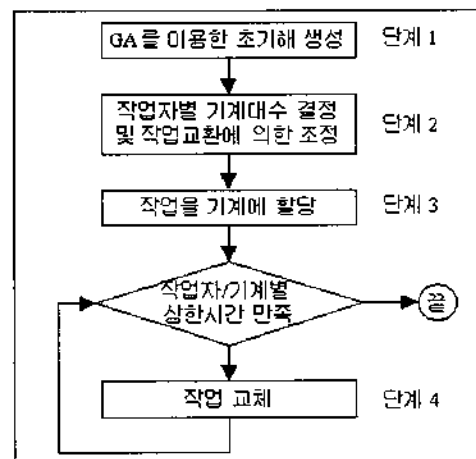 GA를 이용한 초기해 생성 단계 1
작업자별 기계대수 결정
및 작업교환에 의한 조정 단계 2
작업을 기계에 할당 단계 3
작업자/기계별
상한시간 만족
끝
작업 교체 단계 4